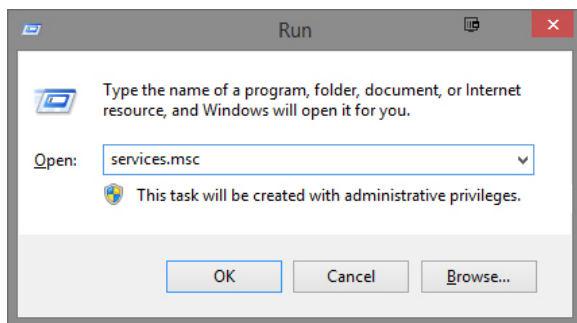 Run
Type the name of a program, folder, document, or Internet
resource, and Windows will open it for you.
Open: services.msc
This task will be created with administrative privileges.
OK Cancel Browse...